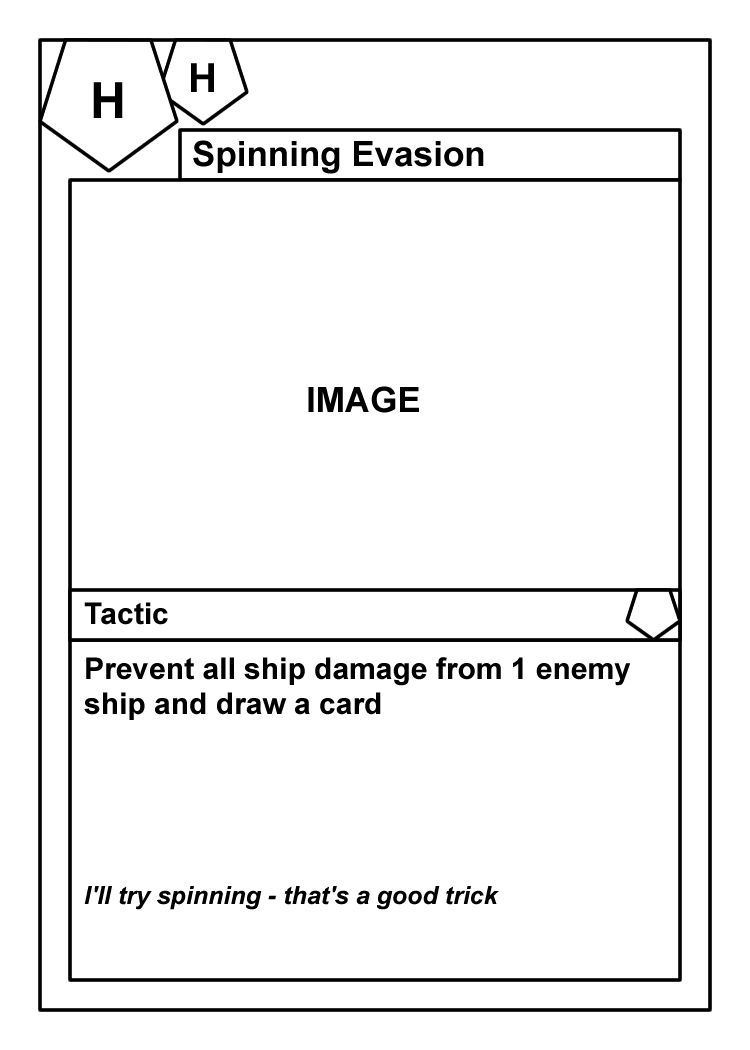 H
H
Spinning Evasion
IMAGE
Tactic
Prevent all ship damage from 1 enemy
ship and draw a card
I'll try spinning - that's a good trick